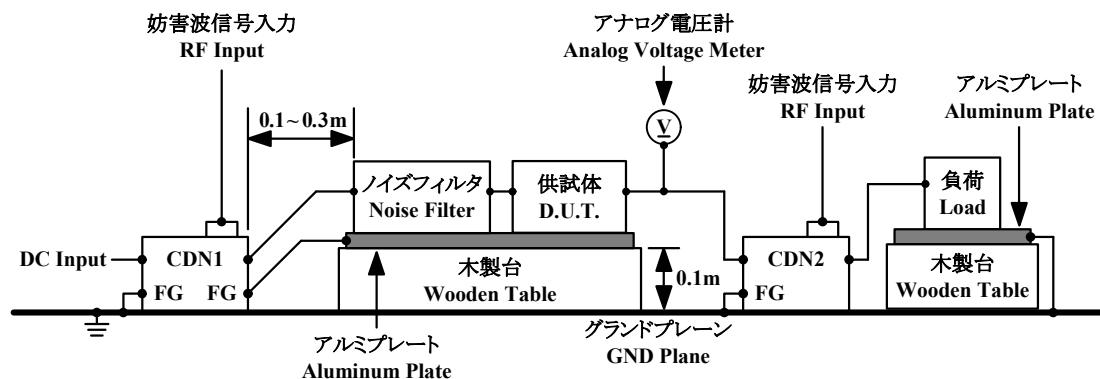 妨害波信号入力
RF Input
アナログ電圧計
Analog Voltage Meter
妨害波信号入力
RF Input
アルミプレート
Aluminum Plate
0.1~0.3m
V
ノイズフィルタ
Noise Filter
供試体
D.U.T.
負荷
Load
DC Input
CDN1
FG
FG
木製台
Wooden Table
0.1m
CDN2
FG
木製台
Wooden Table
アルミプレート
Aluminum Plate
グランドプレーン
GND Plane